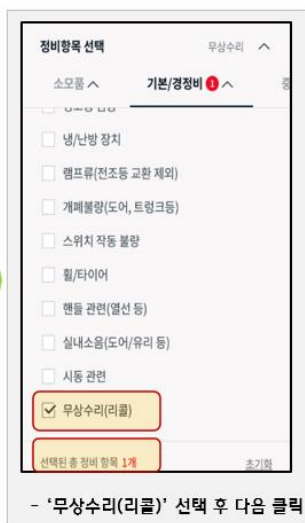 정비항목 선택 무상수리
소모품 기본/경정비 1 중
냉/난방 장치
램프류(전조등 교환 제외)
개폐불량(도어, 트렁크등)
스위치 작동 불량
휠/타이어
핸들 관련(열선 등)
실내소음(도어/유리 등)
시동 관련
무상수리(리콜)
선택된 총 정비 항목 1개 초기화
- ‘무상수리(리콜)’ 선택 후 다음 클릭